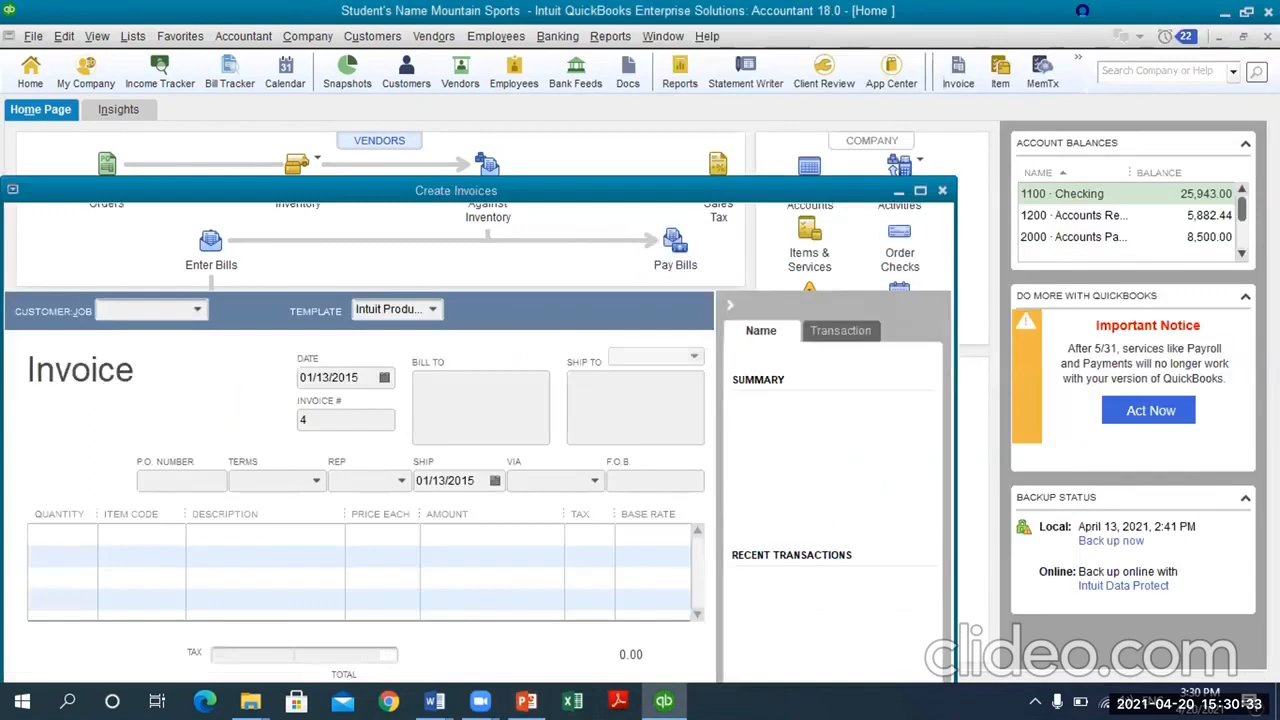 Student's Name Mountain Sports - Intuit QuickBooks Enterprise Solutions: Accountant 18.0 - [Home ]
File Edit View Lists Favorites Accountant Company Customers Vendors Employees Banking Reports Window Help
22
Home My Company Income Tracker Bill Tracker Calendar Snapshots Customers Vendors Employees Bank Feeds Docs Reports Statement Writer Client Review App Center Invoice Item MemTx
Search Company or Help
Home Page Insights
VENDORS
COMPANY
Create Invoices
Orders Inventory Against Inventory Sales Tax
Accounts Activities
Enter Bills
Pay Bills
Items & Services
Order Checks
CUSTOMER:JOB
TEMPLATE Intuit Produ...
Invoice
DATE
01/13/2015
INVOICE #
4
BILL TO
SHIP TO
P.O. NUMBER TERMS REP SHIP VIA F.O.B.
01/13/2015
QUANTITY ITEM CODE DESCRIPTION PRICE EACH AMOUNT TAX BASE RATE
TAX
0.00
TOTAL
Name Transaction
SUMMARY
RECENT TRANSACTIONS
ACCOUNT BALANCES
NAME BALANCE
1100 · Checking 25,943.00
1200 · Accounts Re... 5,882.44
2000 · Accounts Pa... 8,500.00
DO MORE WITH QUICKBOOKS
Important Notice
After 5/31, services like Payroll
and Payments will no longer work
with your version of QuickBooks.
Act Now
BACKUP STATUS
Local: April 13, 2021, 2:41 PM
Back up now
Online: Back up online with
Intuit Data Protect
clideo.com
ENG
3:30 PM
2021-04-20 15:30:33